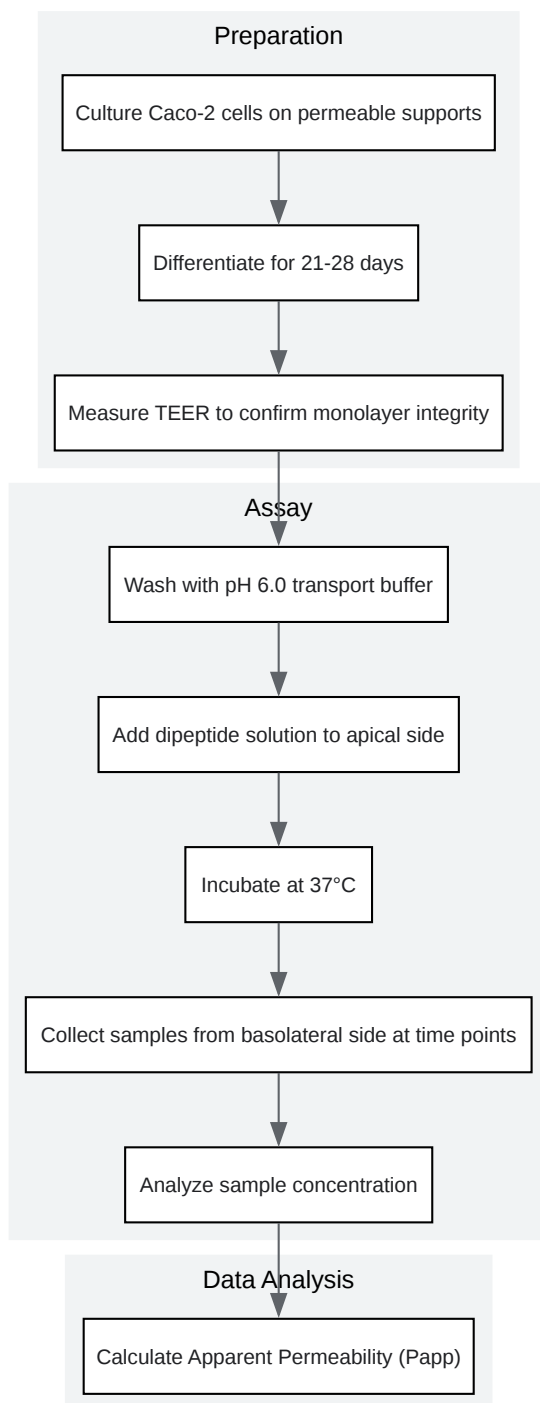 Preparation
Culture Caco-2 cells on permeable supports
Differentiate for 21-28 days
Measure TEER to confirm monolayer integrity
Assay
Wash with pH 6.0 transport buffer
Add dipeptide solution to apical side
Incubate at 37°C
Collect samples from basolateral side at time points
Analyze sample concentration
Data Analysis
Calculate Apparent Permeability (Papp)